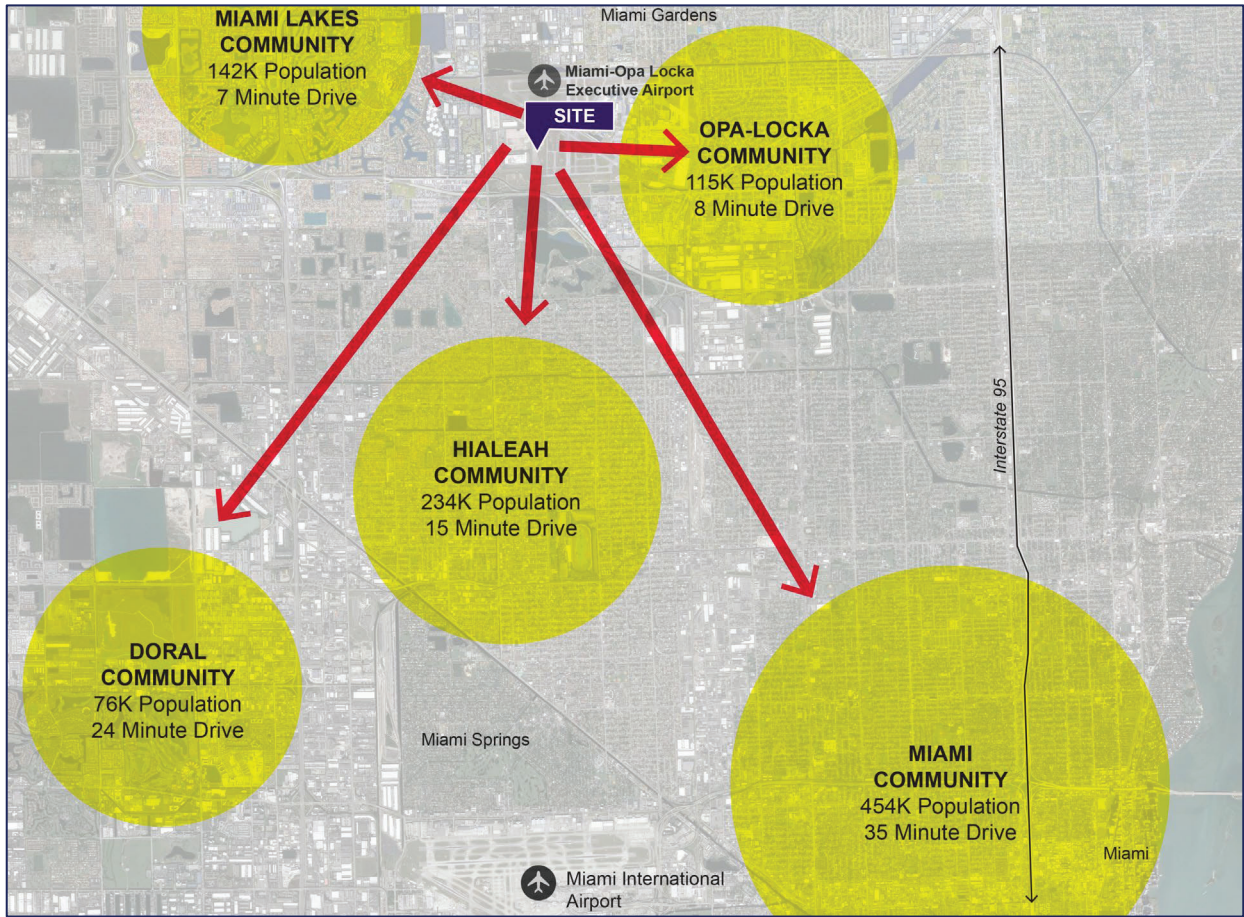 MIAMI LAKES
COMMUNITY
142K Population
7 Minute Drive
Miami Gardens
Miami-Opa Locka
Executive Airport
SITE
OPA-LOCKA
COMMUNITY
115K Population
8 Minute Drive
Interstate 95
HIALEAH
COMMUNITY
234K Population
15 Minute Drive
DORAL
COMMUNITY
76K Population
24 Minute Drive
Miami Springs
MIAMI
COMMUNITY
454K Population
35 Minute Drive
Miami
Miami International
Airport